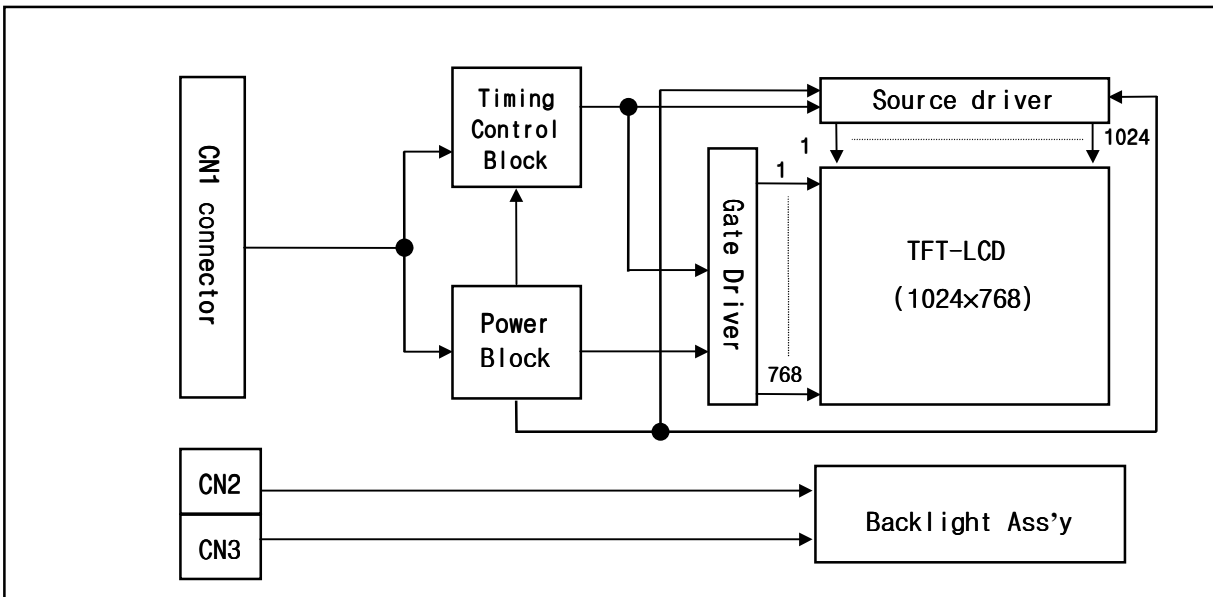 CN1 connector
Timing
Control
Block
Power
Block
Gate Driver
Source driver
1
1024
1
768
TFT-LCD
(1024×768)
CN2
CN3
Backlight Ass’y